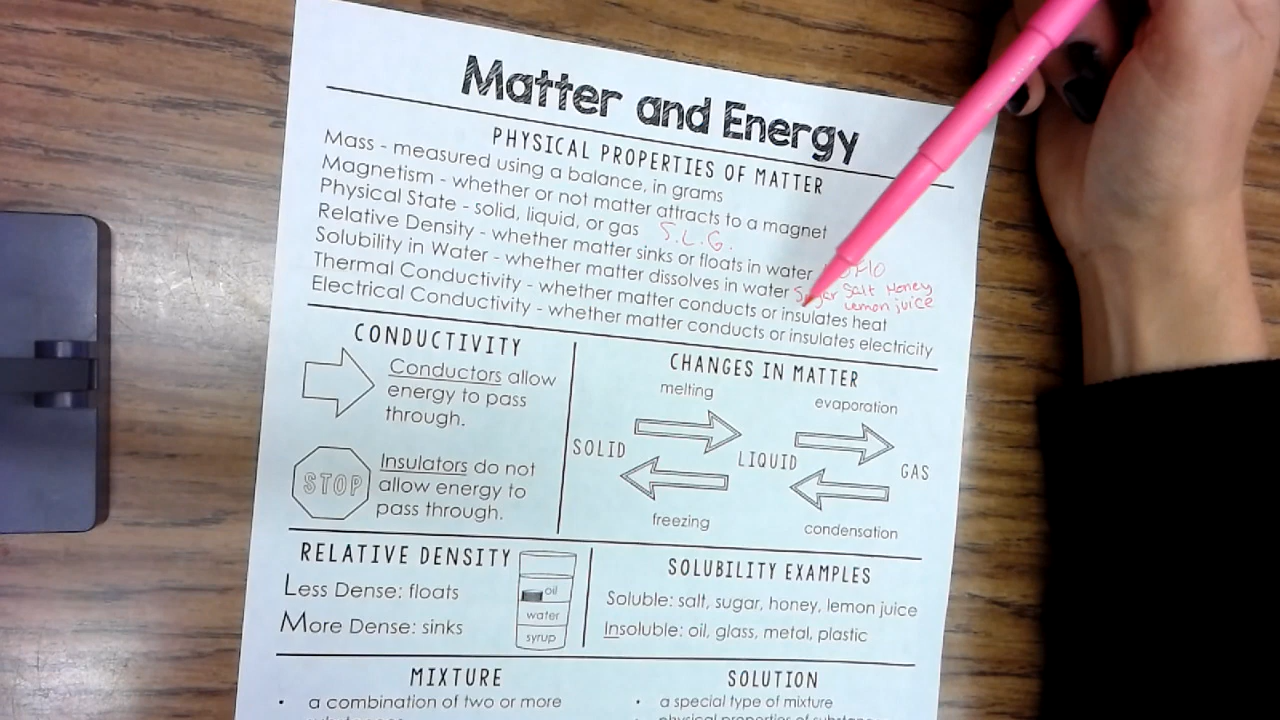 Matter and Energy
PHYSICAL PROPERTIES OF MATTER
Mass - measured using a balance, in grams
Magnetism - whether or not matter attracts to a magnet
Physical State - solid, liquid, or gas S.L.G.
Relative Density - whether matter sinks or floats in water
Solubility in Water - whether matter dissolves in water Sugar Salt Honey
Lemon juice
Thermal Conductivity - whether matter conducts or insulates heat
Electrical Conductivity - whether matter conducts or insulates electricity
CONDUCTIVITY
Conductors allow
energy to pass
through.
STOP
Insulators do not
allow energy to
pass through.
CHANGES IN MATTER
melting
evaporation
SOLID
LIQUID
GAS
freezing
condensation
RELATIVE DENSITY
Less Dense: floats
More Dense: sinks
oil
water
syrup
SOLUBILITY EXAMPLES
Soluble: salt, sugar, honey, lemon juice
Insoluble: oil, glass, metal, plastic
MIXTURE
• a combination of two or more
SOLUTION
• a special type of mixture